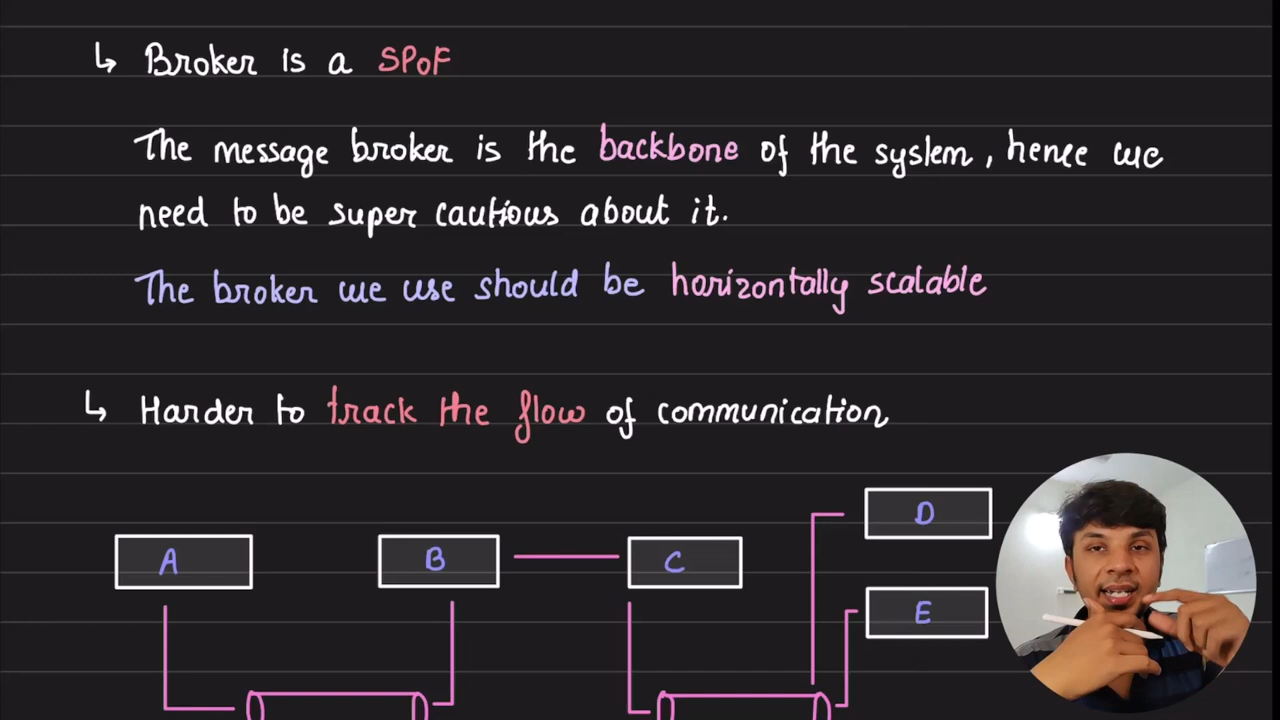 ↳ Broker is a SPoF
The message broker is the backbone of the system, hence we
need to be super cautious about it.
The broker we use should be horizontally scalable
↳ Harder to track the flow of communication
D
A B C
E